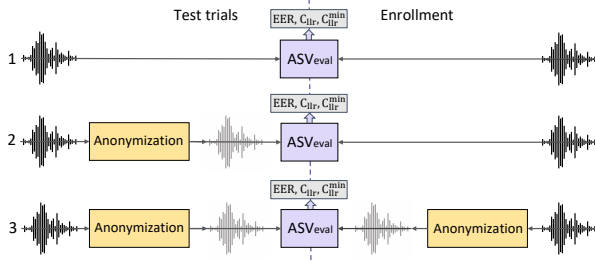 Test trials Enrollment
EER, C_llr, C_llr^min
1 ASV_eval
EER, C_llr, C_llr^min
2 Anonymization ASV_eval
EER, C_llr, C_llr^min
3 Anonymization ASV_eval Anonymization